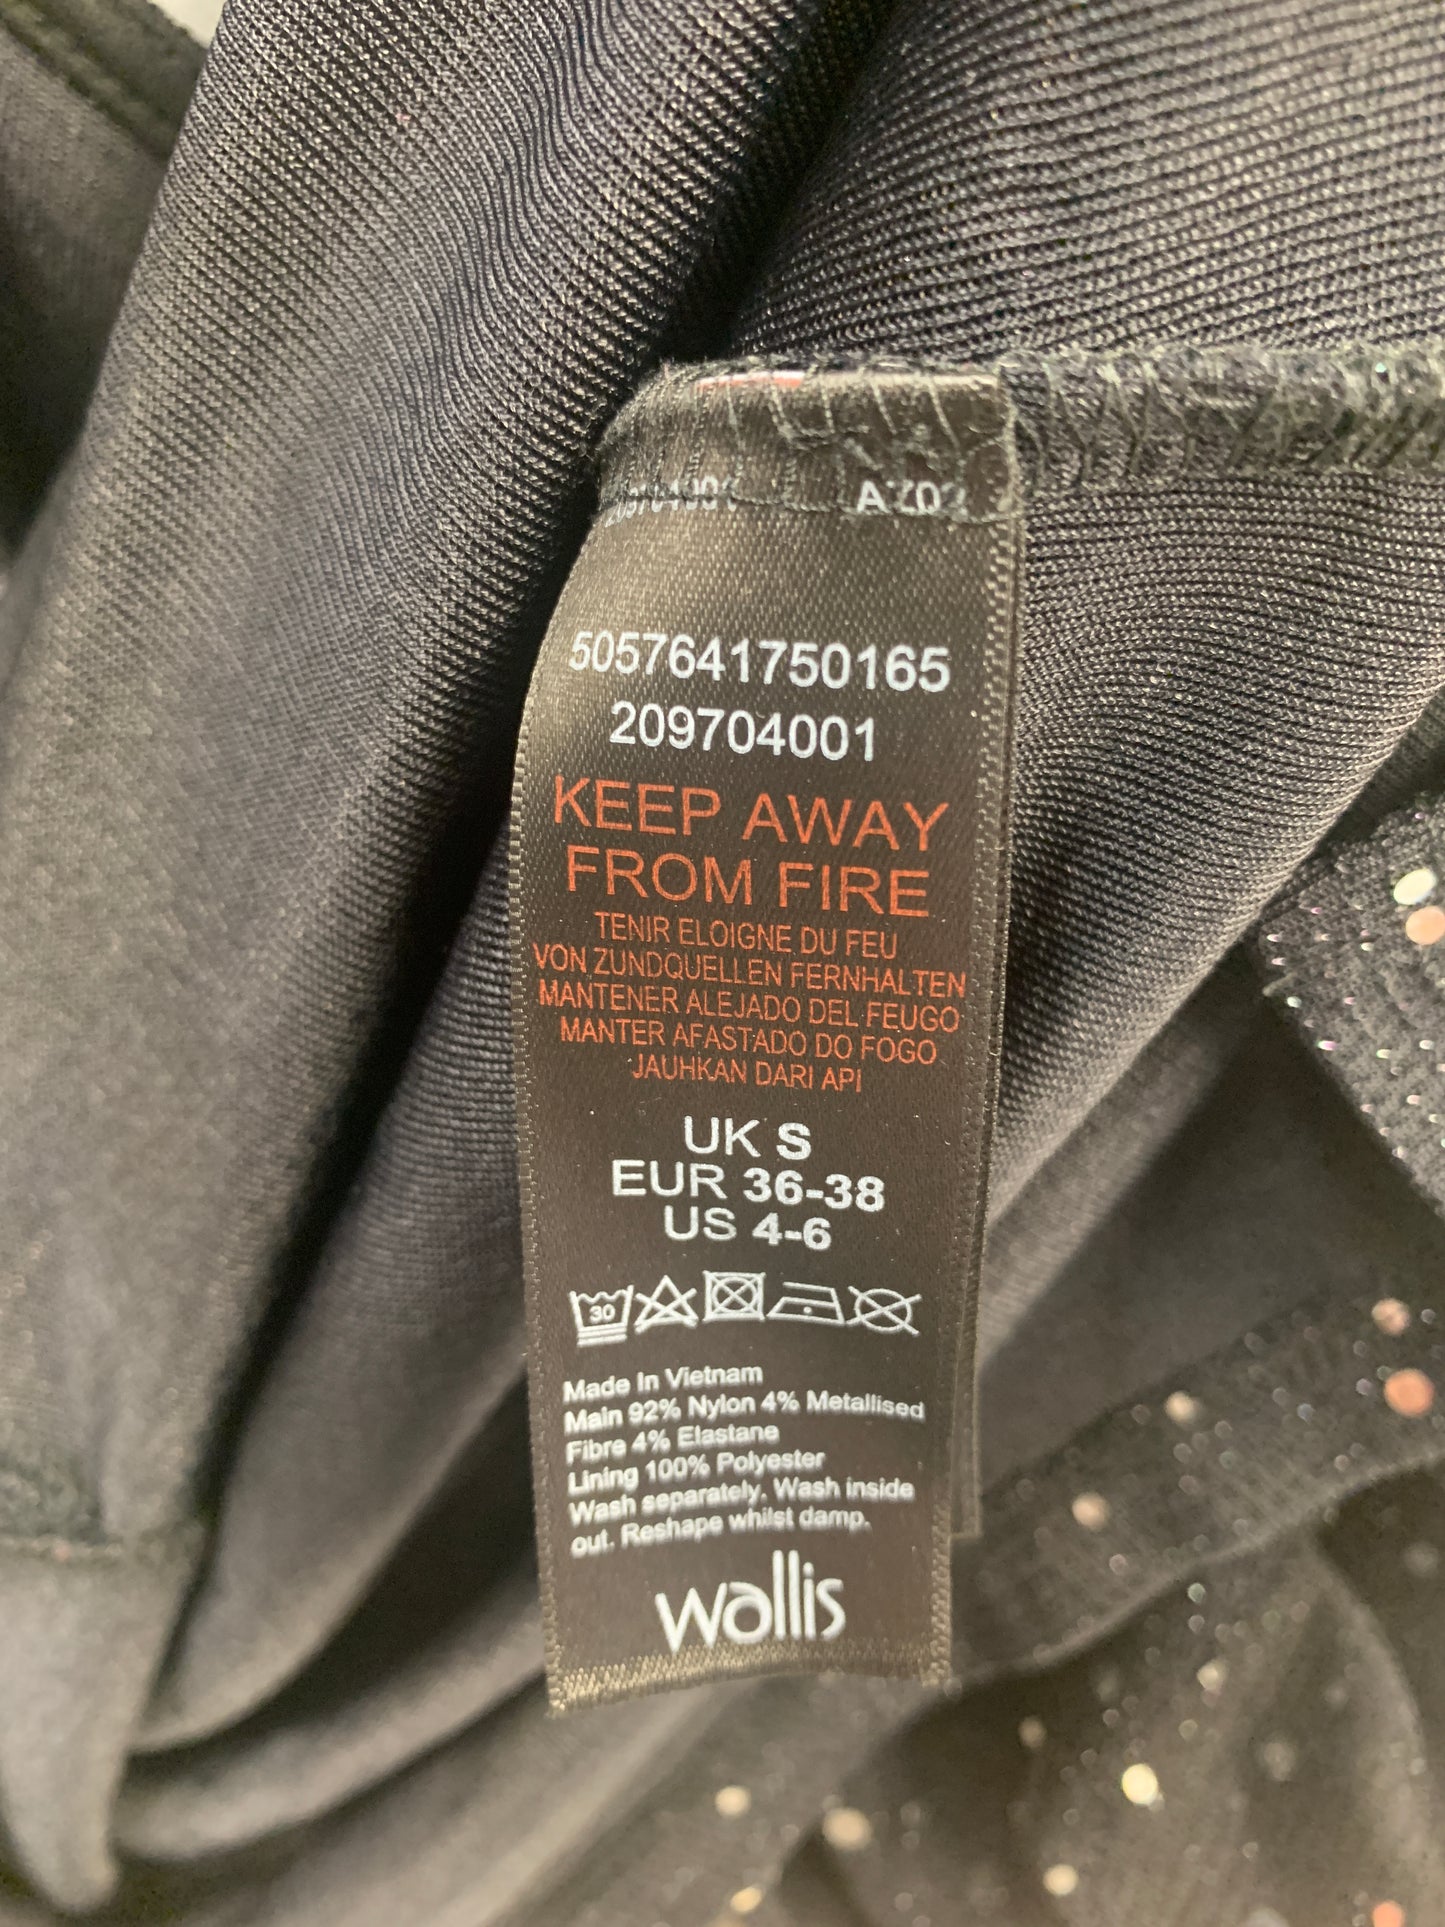 5057641750165
209704001
KEEP AWAY
FROM FIRE
TENIR ELOIGNE DU FEU
VON ZUNDQUELLEN FERNHALTEN
MANTENER ALEJADO DEL FEUGO
MANTER AFASTADO DO FOGO
JAUHKAN DARI API
UK S
EUR 36-38
US 4-6
30
Made In Vietnam
Main 92% Nylon 4% Metallised
Fibre 4% Elastane
Lining 100% Polyester
Wash separately. Wash inside
out. Reshape whilst damp.
wallis